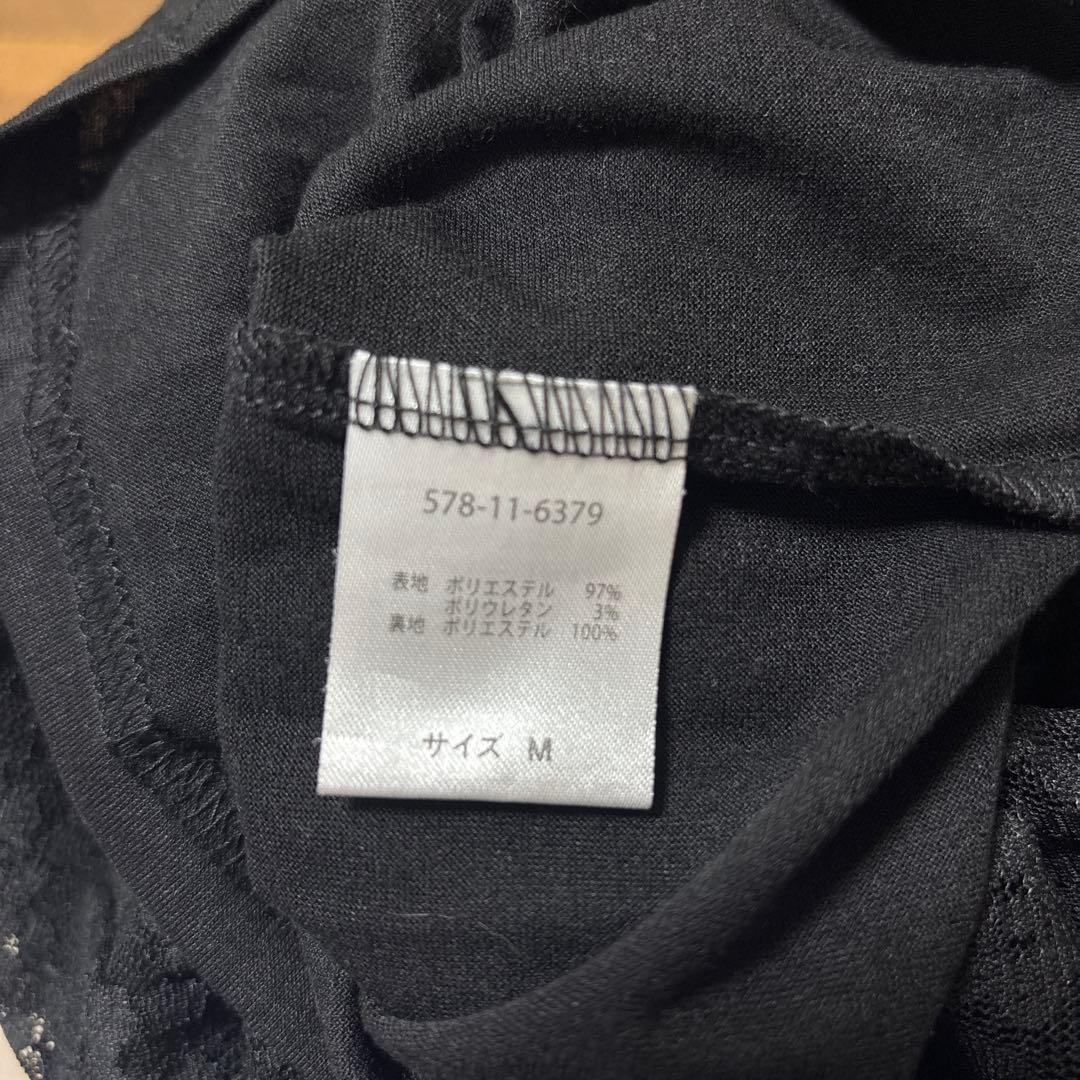 578-11-6379
表地 ポリエステル 97%
ポリウレタン 3%
裏地 ポリエステル 100%
サイズ M